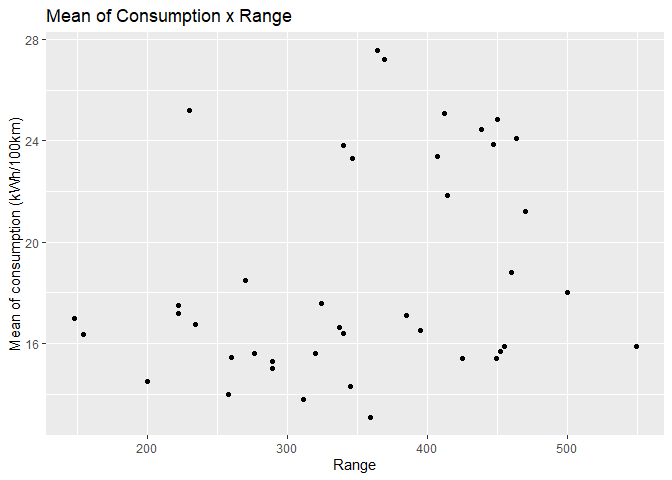 Mean of Consumption x Range
Mean of consumption (kWh/100km)
28
24
20
16
200 300 400 500
Range